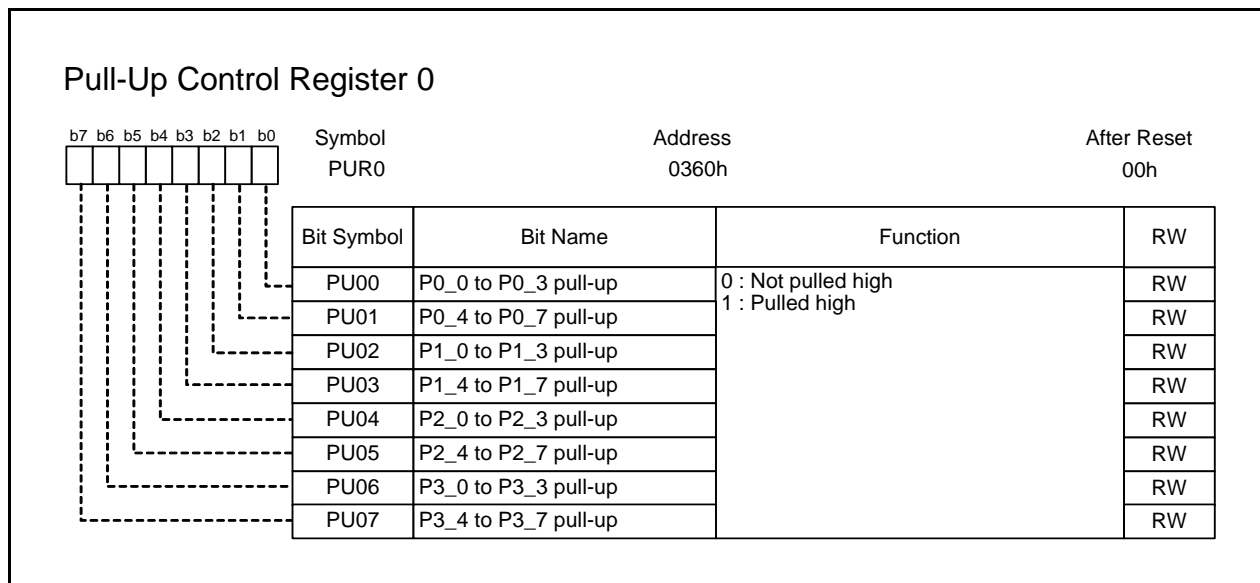 Pull-Up Control Register 0
b7 b6 b5 b4 b3 b2 b1 b0
Symbol Address After Reset
PUR0 0360h 00h
Bit Symbol Bit Name Function RW
PU00 P0_0 to P0_3 pull-up 0 : Not pulled high RW
1 : Pulled high
PU01 P0_4 to P0_7 pull-up RW
PU02 P1_0 to P1_3 pull-up RW
PU03 P1_4 to P1_7 pull-up RW
PU04 P2_0 to P2_3 pull-up RW
PU05 P2_4 to P2_7 pull-up RW
PU06 P3_0 to P3_3 pull-up RW
PU07 P3_4 to P3_7 pull-up RW